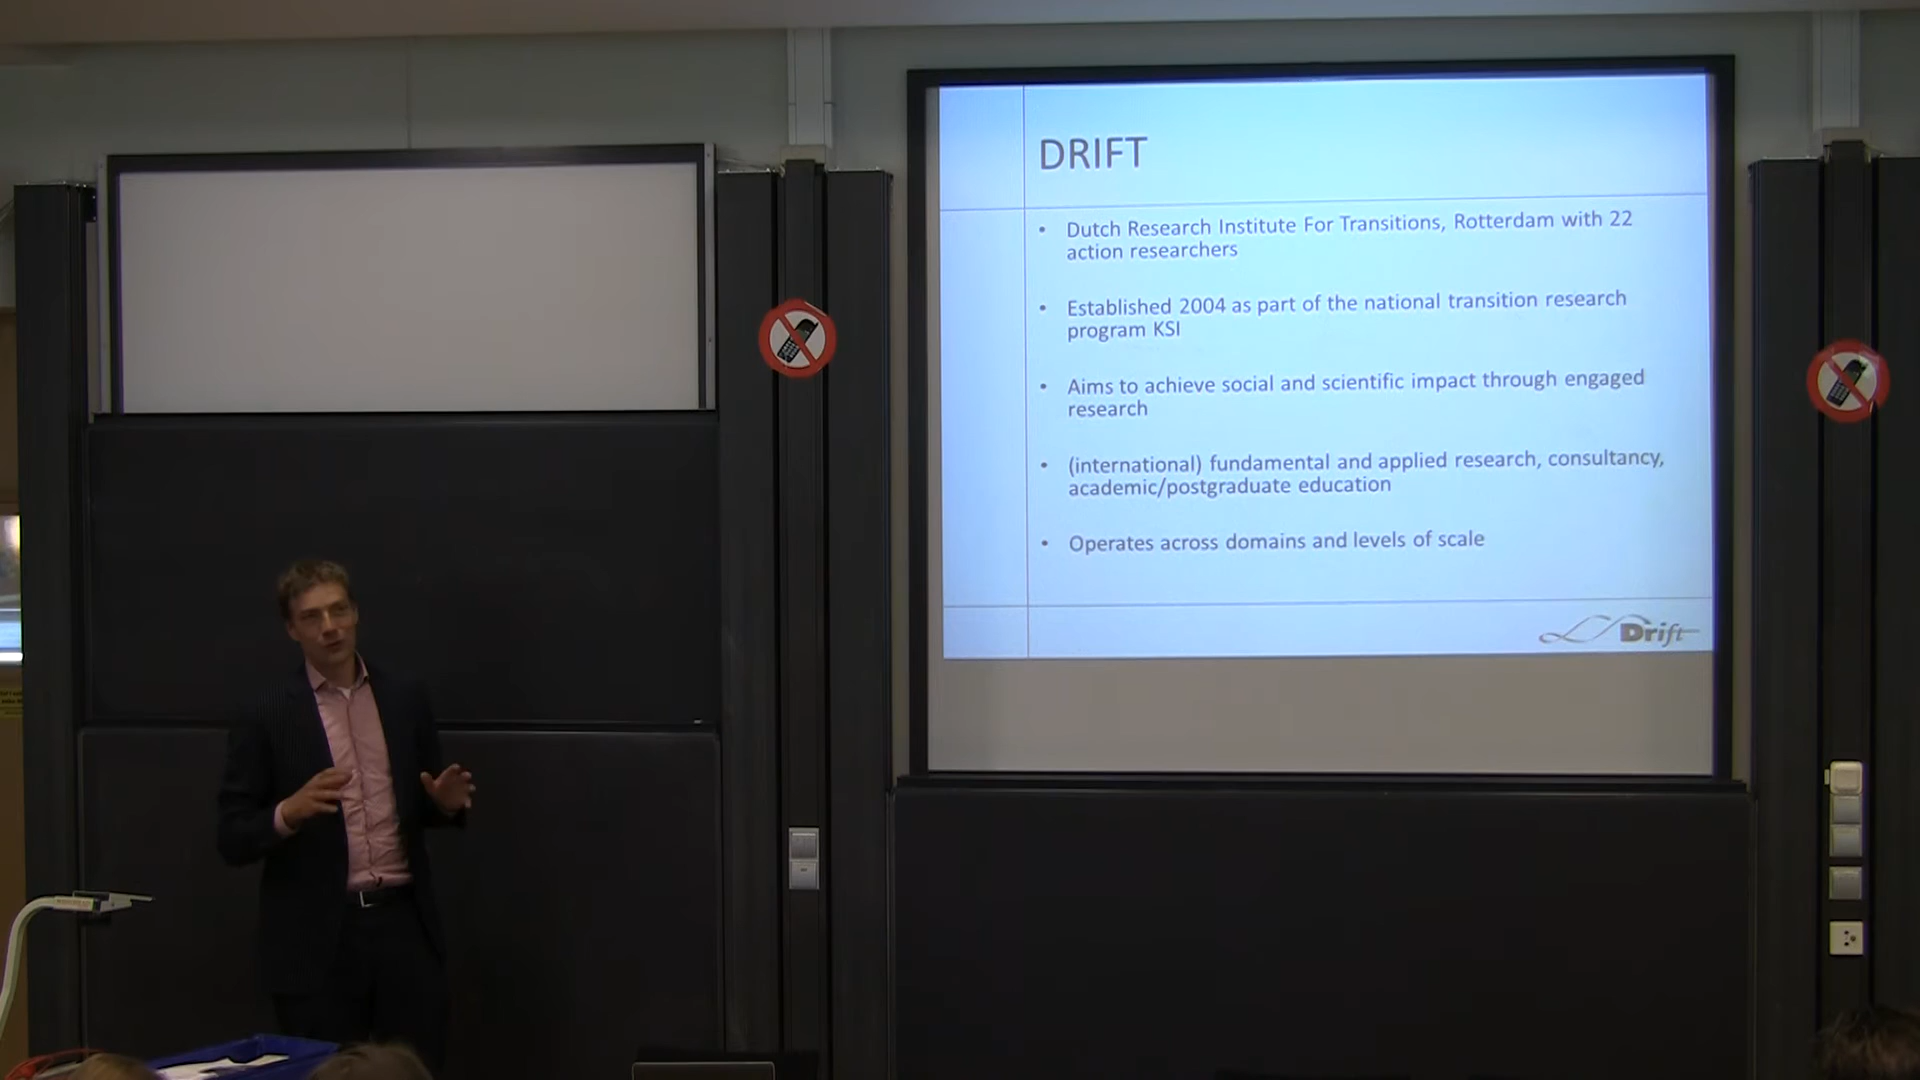 DRIFT
• Dutch Research Institute For Transitions, Rotterdam with 22
action researchers
• Established 2004 as part of the national transition research
program KSI
• Aims to achieve social and scientific impact through engaged
research
• (international) fundamental and applied research, consultancy,
academic/postgraduate education
• Operates across domains and levels of scale
Drift